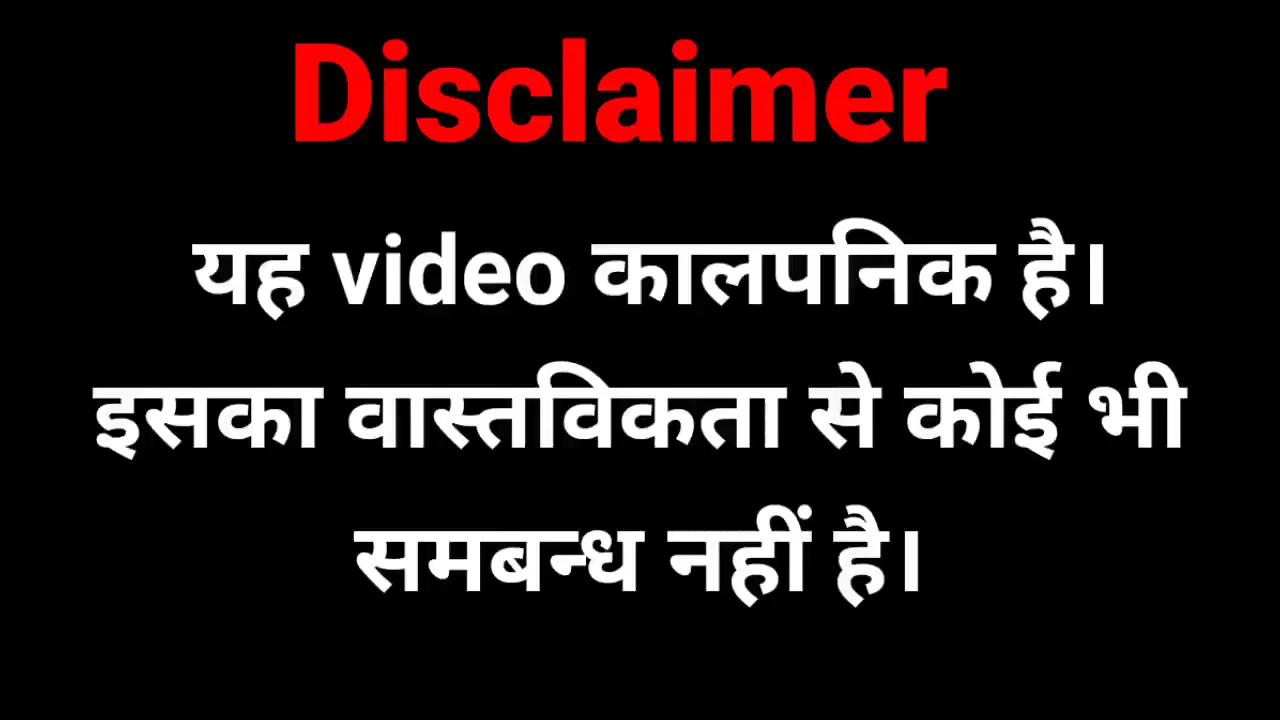 Disclaimer
यह video कालपनिक है।
इसका वास्तविकता से कोई भी
समबन्ध नहीं है।